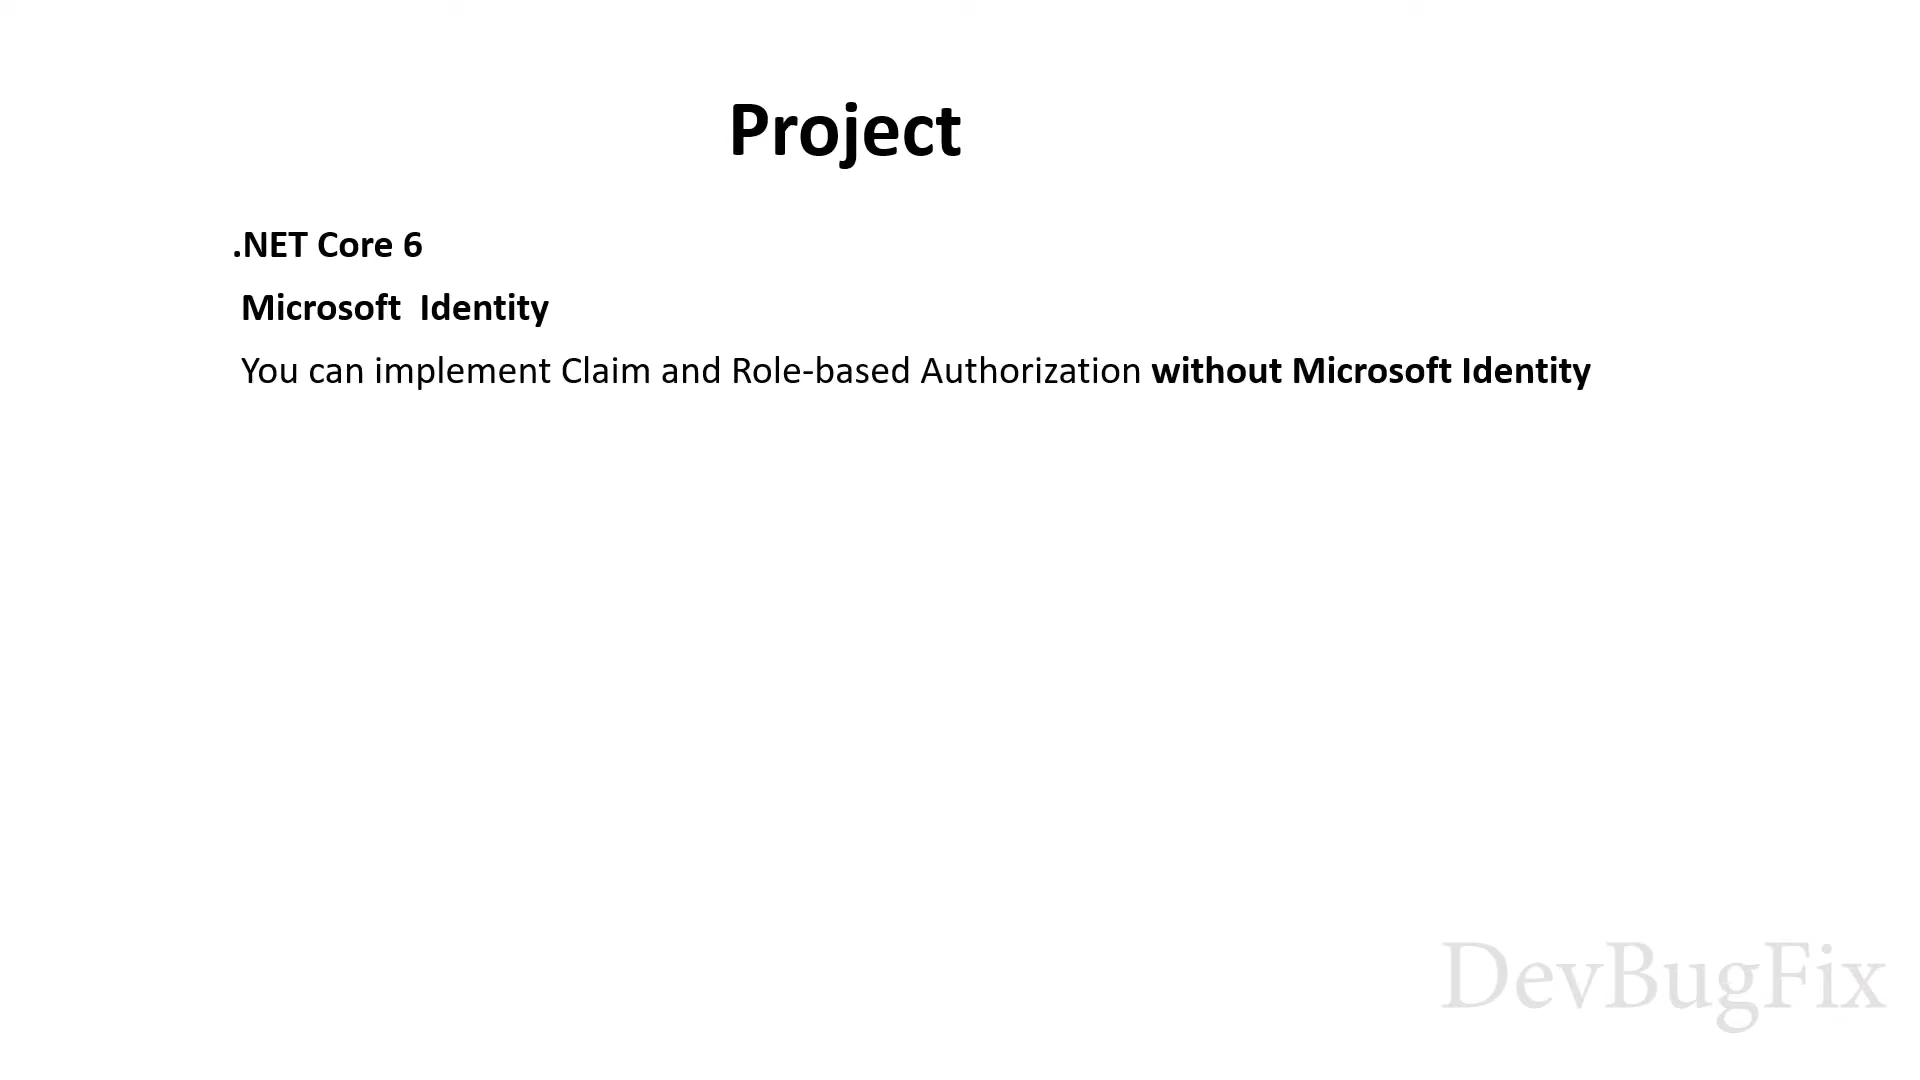 Project
.NET Core 6
Microsoft  Identity
You can implement Claim and Role-based Authorization without Microsoft Identity
DevBugFix